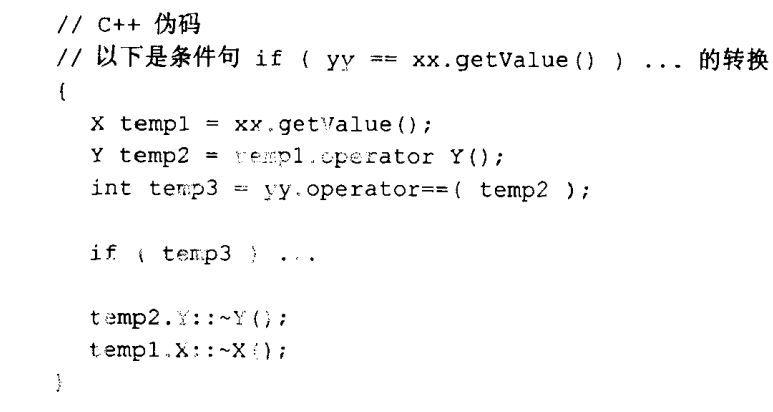 // C++ 伪码
// 以下是条件句 if ( yy == xx.getValue() ) ... 的转换
{
X temp1 = xx.getValue();
Y temp2 = temp1.operator Y();
int temp3 = yy.operator==( temp2 );
if ( temp3 ) ...
temp2.Y::~Y();
temp1.X::~X();
}